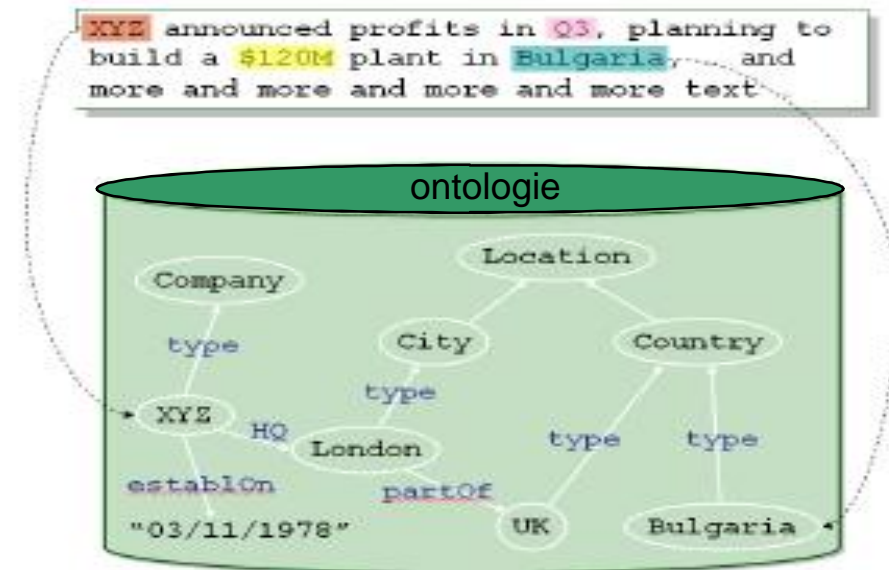 XYZ announced profits in Q3, planning to
build a $120M plant in Bulgaria, and
more and more and more and more text
ontologie
Location
Company
City
Country
type
type
XYZ
HQ
London
type
type
establOn
partOf
"03/11/1978"
UK
Bulgaria